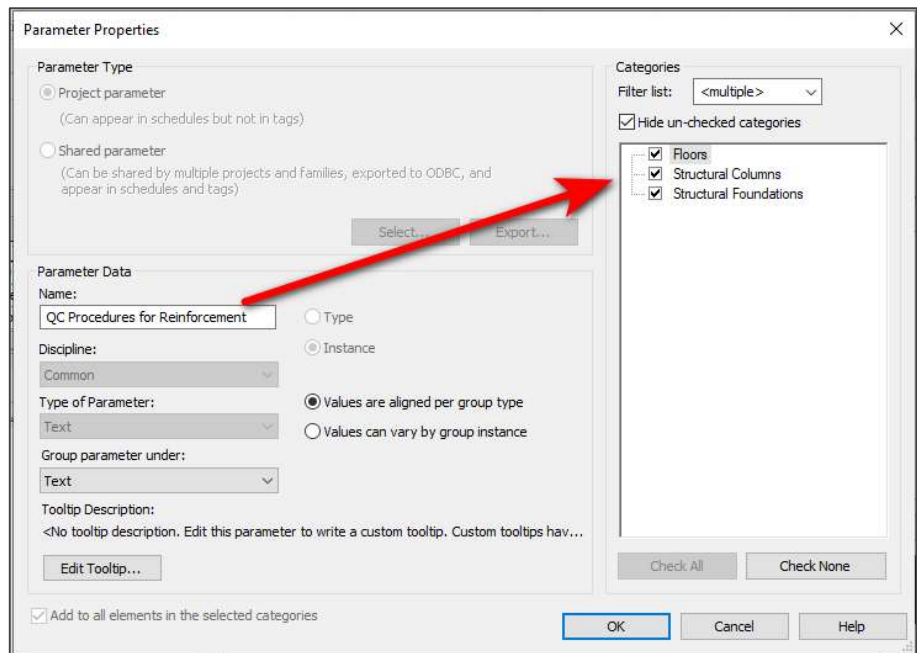 Parameter Properties
Parameter Type
Project parameter
(Can appear in schedules but not in tags)
Shared parameter
(Can be shared by multiple projects and families, exported to ODBC, and
appear in schedules and tags)
Select...
Export...
Parameter Data
Name:
QC Procedures for Reinforcement
Type
Discipline:
Instance
Common
Type of Parameter:
Values are aligned per group type
Text
Values can vary by group instance
Group parameter under:
Text
Tooltip Description:
<No tooltip description. Edit this parameter to write a custom tooltip. Custom tooltips hav...
Edit Tooltip...
Add to all elements in the selected categories
Categories
Filter list:
<multiple>
Hide un-checked categories
Floors
Structural Columns
Structural Foundations
Check All
Check None
OK
Cancel
Help